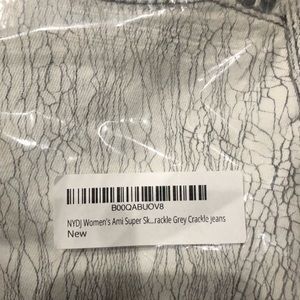 B00QABUOV8
NYDJ Women's Ami Super Sk...rackle Grey Crackle Jeans
New